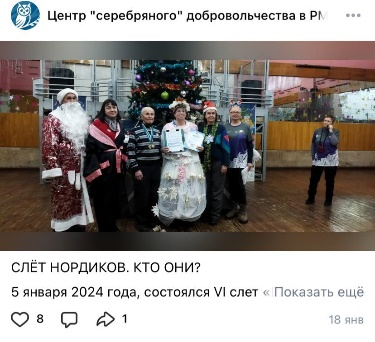 Центр "серебряного" добровольчества в РМ
СЛЁТ НОРДИКОВ. КТО ОНИ?
5 января 2024 года, состоялся VI слет « Показать ещё
8
1
18 янв